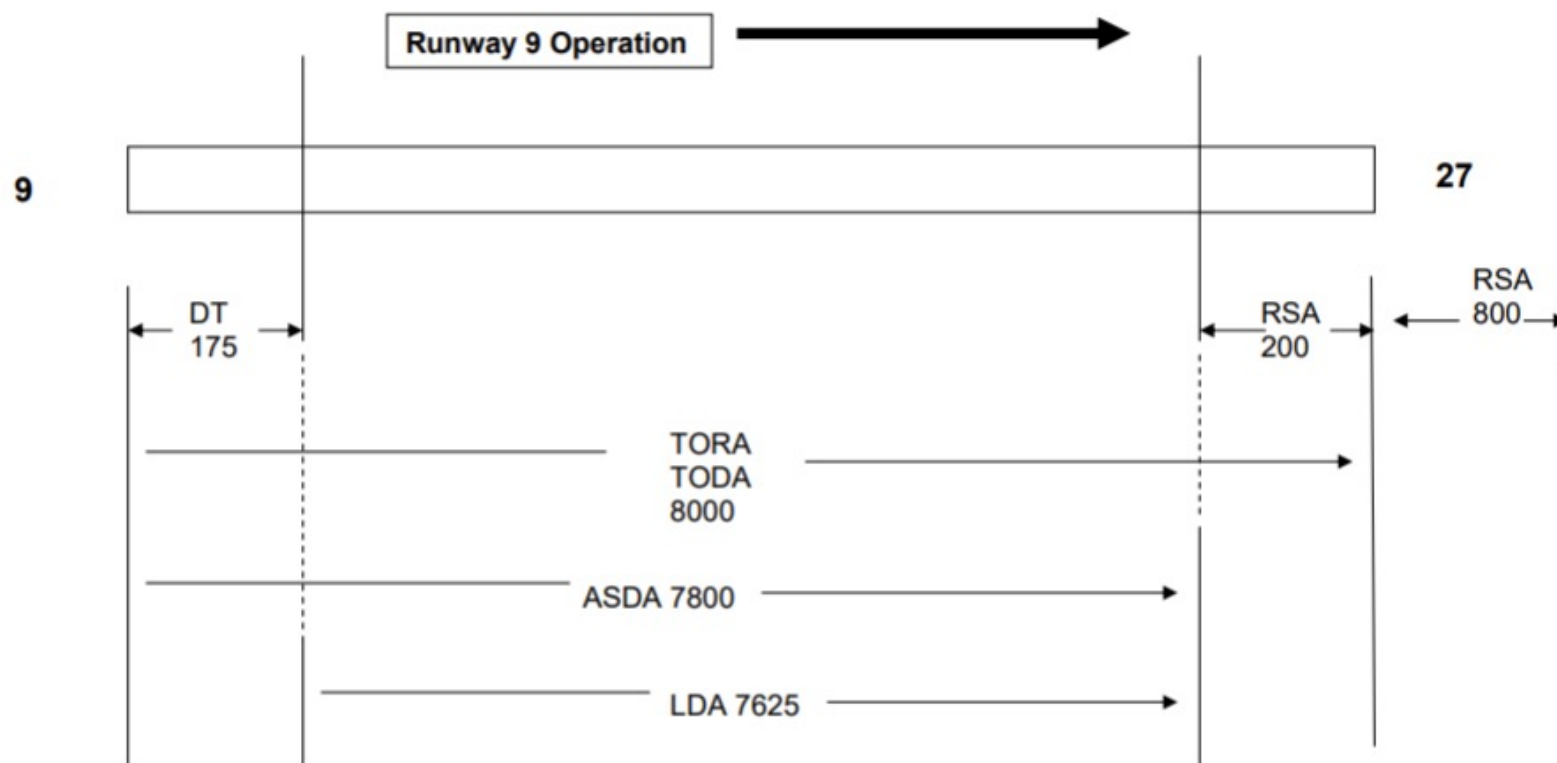 Runway 9 Operation
9
27
DT
175
RSA
200
RSA
800
TORA
TODA
8000
ASDA 7800
LDA 7625